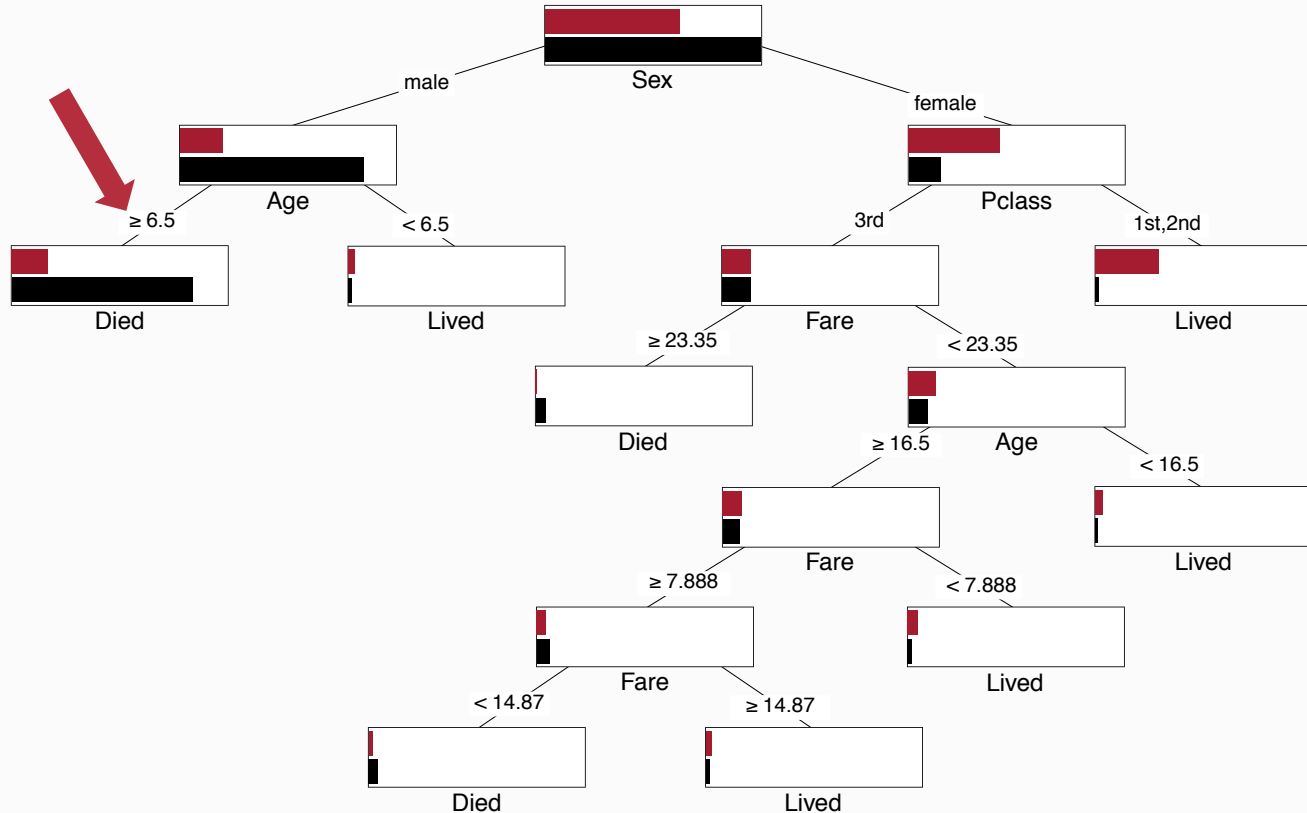 Sex
male
female
Age
Pclass
≥ 6.5
< 6.5
3rd
1st,2nd
Died
Lived
Fare
Lived
≥ 23.35
< 23.35
Died
Age
≥ 16.5
< 16.5
Fare
Lived
≥ 7.888
< 7.888
Fare
Lived
< 14.87
≥ 14.87
Died
Lived